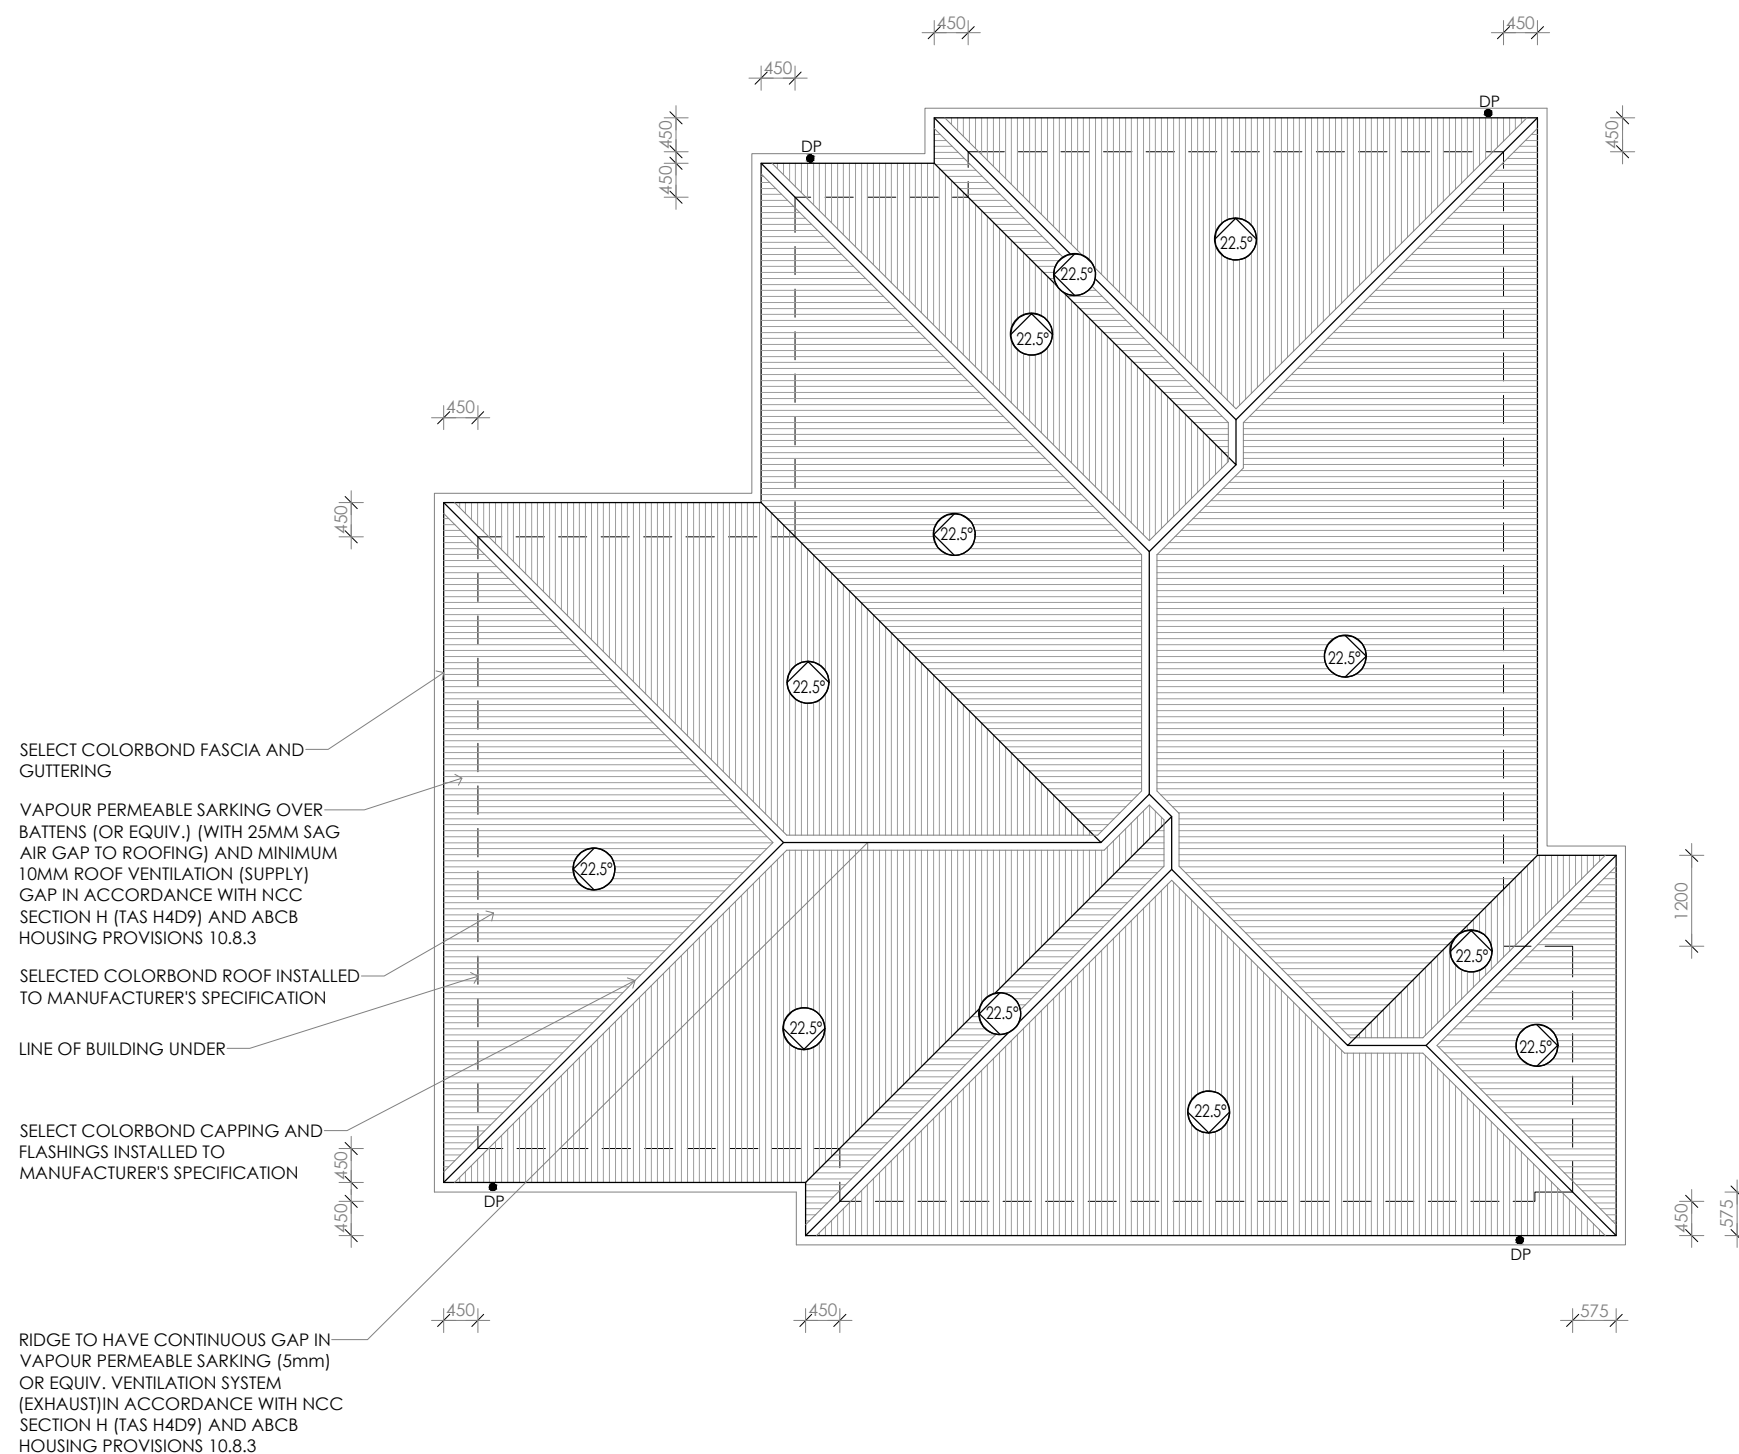 450
450
450
DP
DP
450
450
450
22.5°
22.5°
22.5°
450
450
22.5°
22.5°
22.5°
SELECT COLORBOND FASCIA AND
GUTTERING
VAPOUR PERMEABLE SARKING OVER
BATTENS (OR EQUIV.) (WITH 25MM SAG
AIR GAP TO ROOFING) AND MINIMUM
10MM ROOF VENTILATION (SUPPLY)
GAP IN ACCORDANCE WITH NCC
SECTION H (TAS H4D9) AND ABCB
HOUSING PROVISIONS 10.8.3
22.5°
1200
22.5°
SELECTED COLORBOND ROOF INSTALLED
TO MANUFACTURER'S SPECIFICATION
22.5°
22.5°
22.5°
LINE OF BUILDING UNDER
22.5°
SELECT COLORBOND CAPPING AND
FLASHINGS INSTALLED TO
MANUFACTURER'S SPECIFICATION
450
450
DP
450
575
DP
450
450
575
RIDGE TO HAVE CONTINUOUS GAP IN
VAPOUR PERMEABLE SARKING (5mm)
OR EQUIV. VENTILATION SYSTEM
(EXHAUST)IN ACCORDANCE WITH NCC
SECTION H (TAS H4D9) AND ABCB
HOUSING PROVISIONS 10.8.3